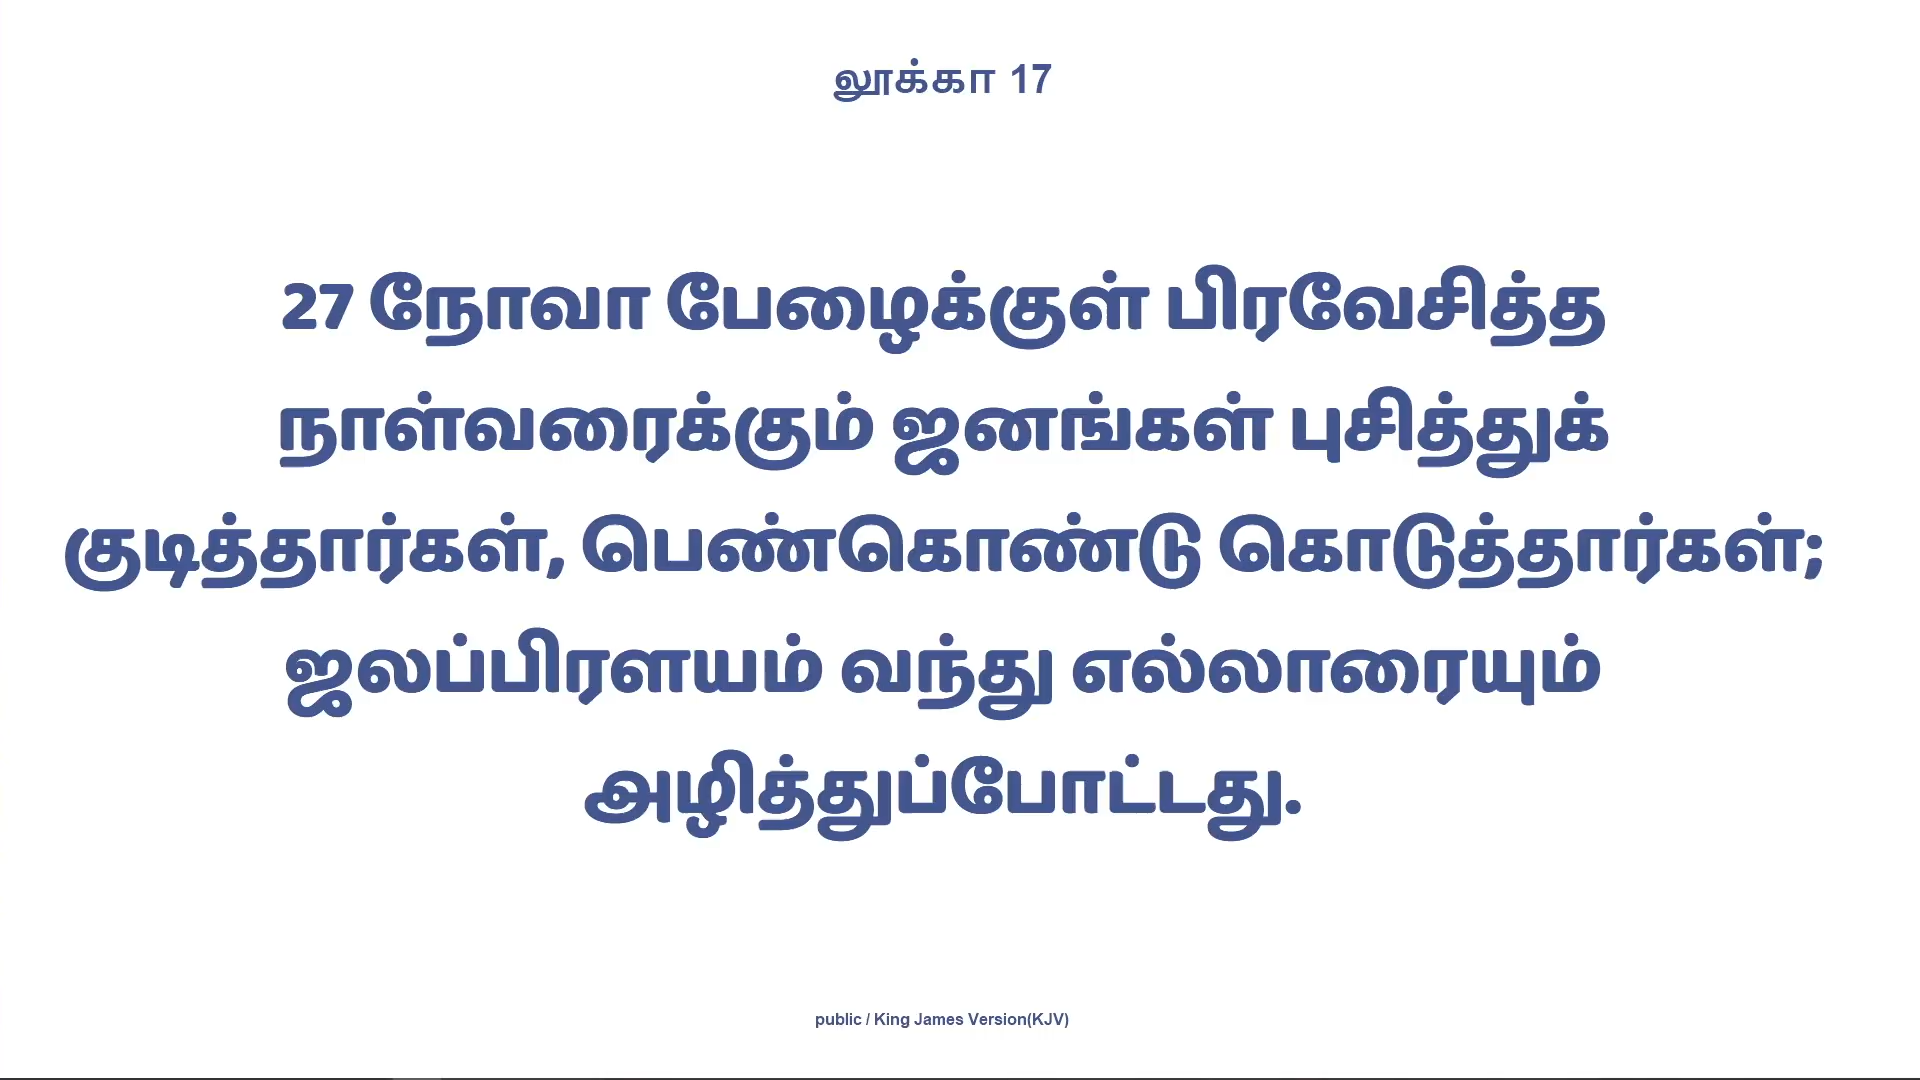 லூக்கா 17
27 நோவா பேழைக்குள் பிரவேசித்த
நாள்வரைக்கும் ஜனங்கள் புசித்துக்
குடித்தார்கள், பெண்கொண்டு கொடுத்தார்கள்;
ஜலப்பிரளயம் வந்து எல்லாரையும்
அழித்துப்போட்டது.
public / King James Version(KJV)